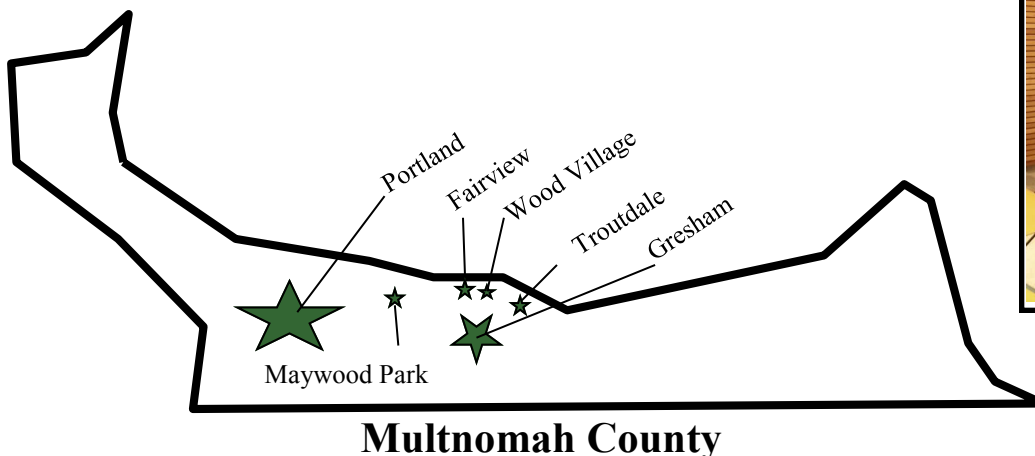 Portland
Fairview
Wood Village
Troutdale
Gresham
Maywood Park
Multnomah County